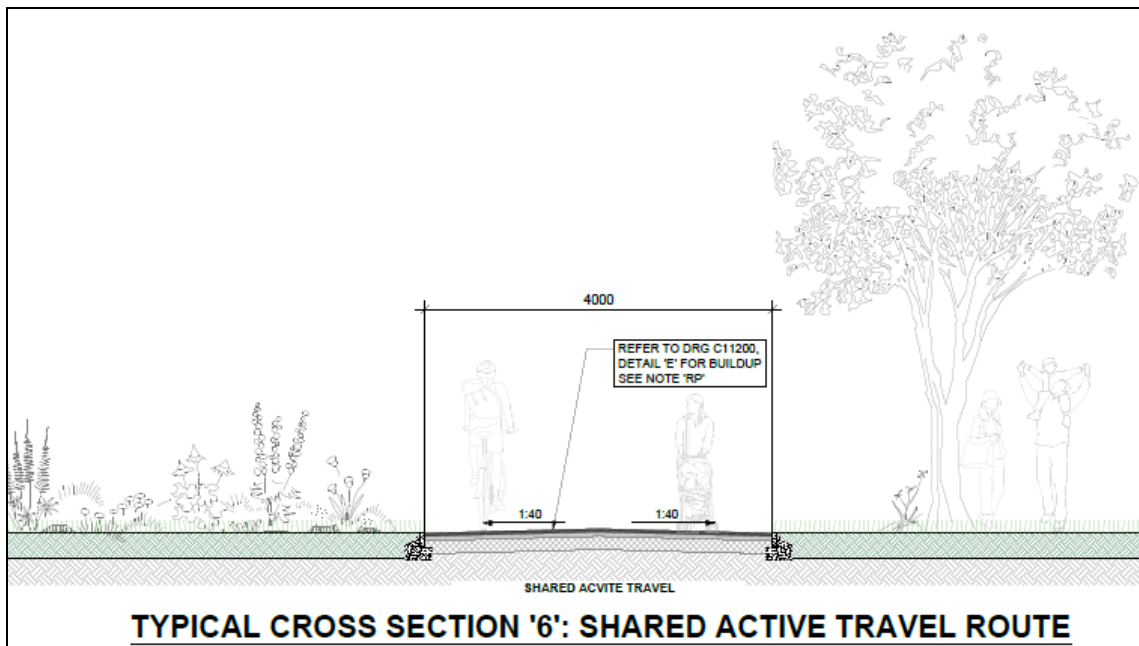 4000
REFER TO DRG C11200,
DETAIL 'E' FOR BUILDUP
SEE NOTE 'RP'
1:40 1:40
SHARED ACVITE TRAVEL
TYPICAL CROSS SECTION '6': SHARED ACTIVE TRAVEL ROUTE